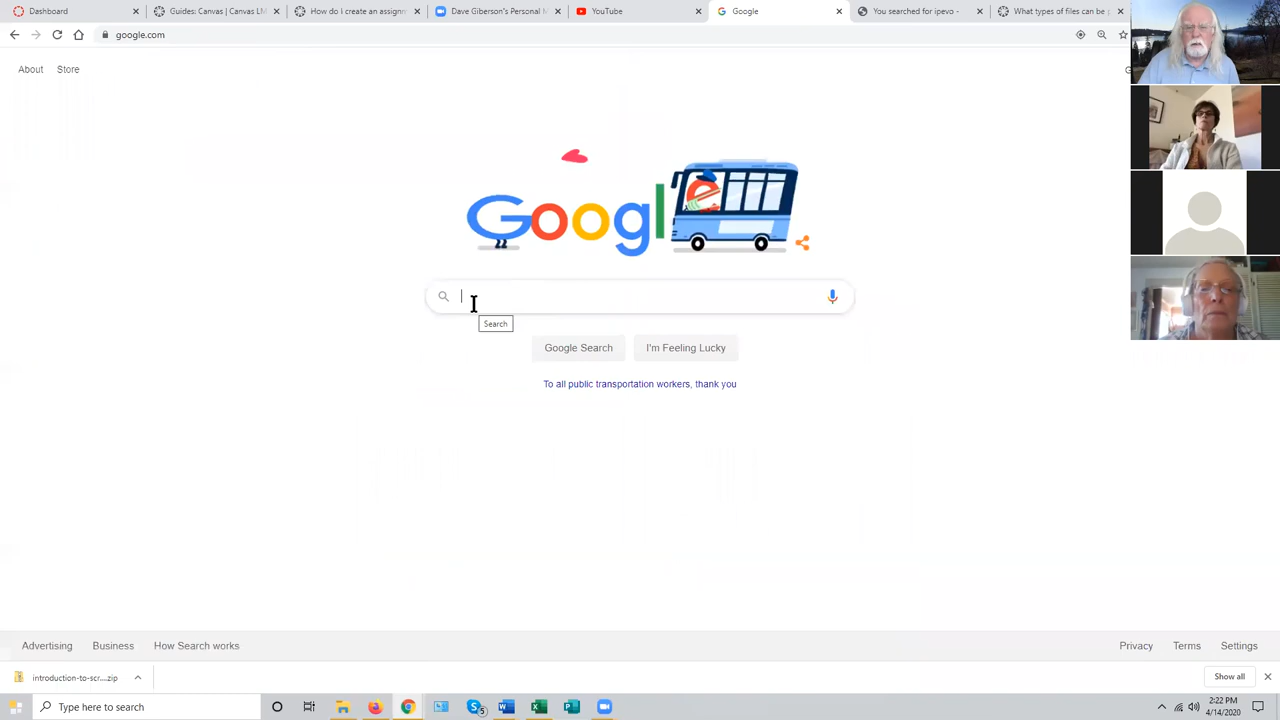 Dashboard
Guides: Canvas | Canvas LM
How do I create an assignm
Dave Giberson's Personal M
YouTube
Google
You searched for ipevo -
What types of files can be
google.com
About
Store
Google
Search
Google Search
I'm Feeling Lucky
To all public transportation workers, thank you
Advertising
Business
How Search works
Privacy
Terms
Settings
introduction-to-scr....zip
Show all
Type here to search
5
2:22 PM
4/14/2020